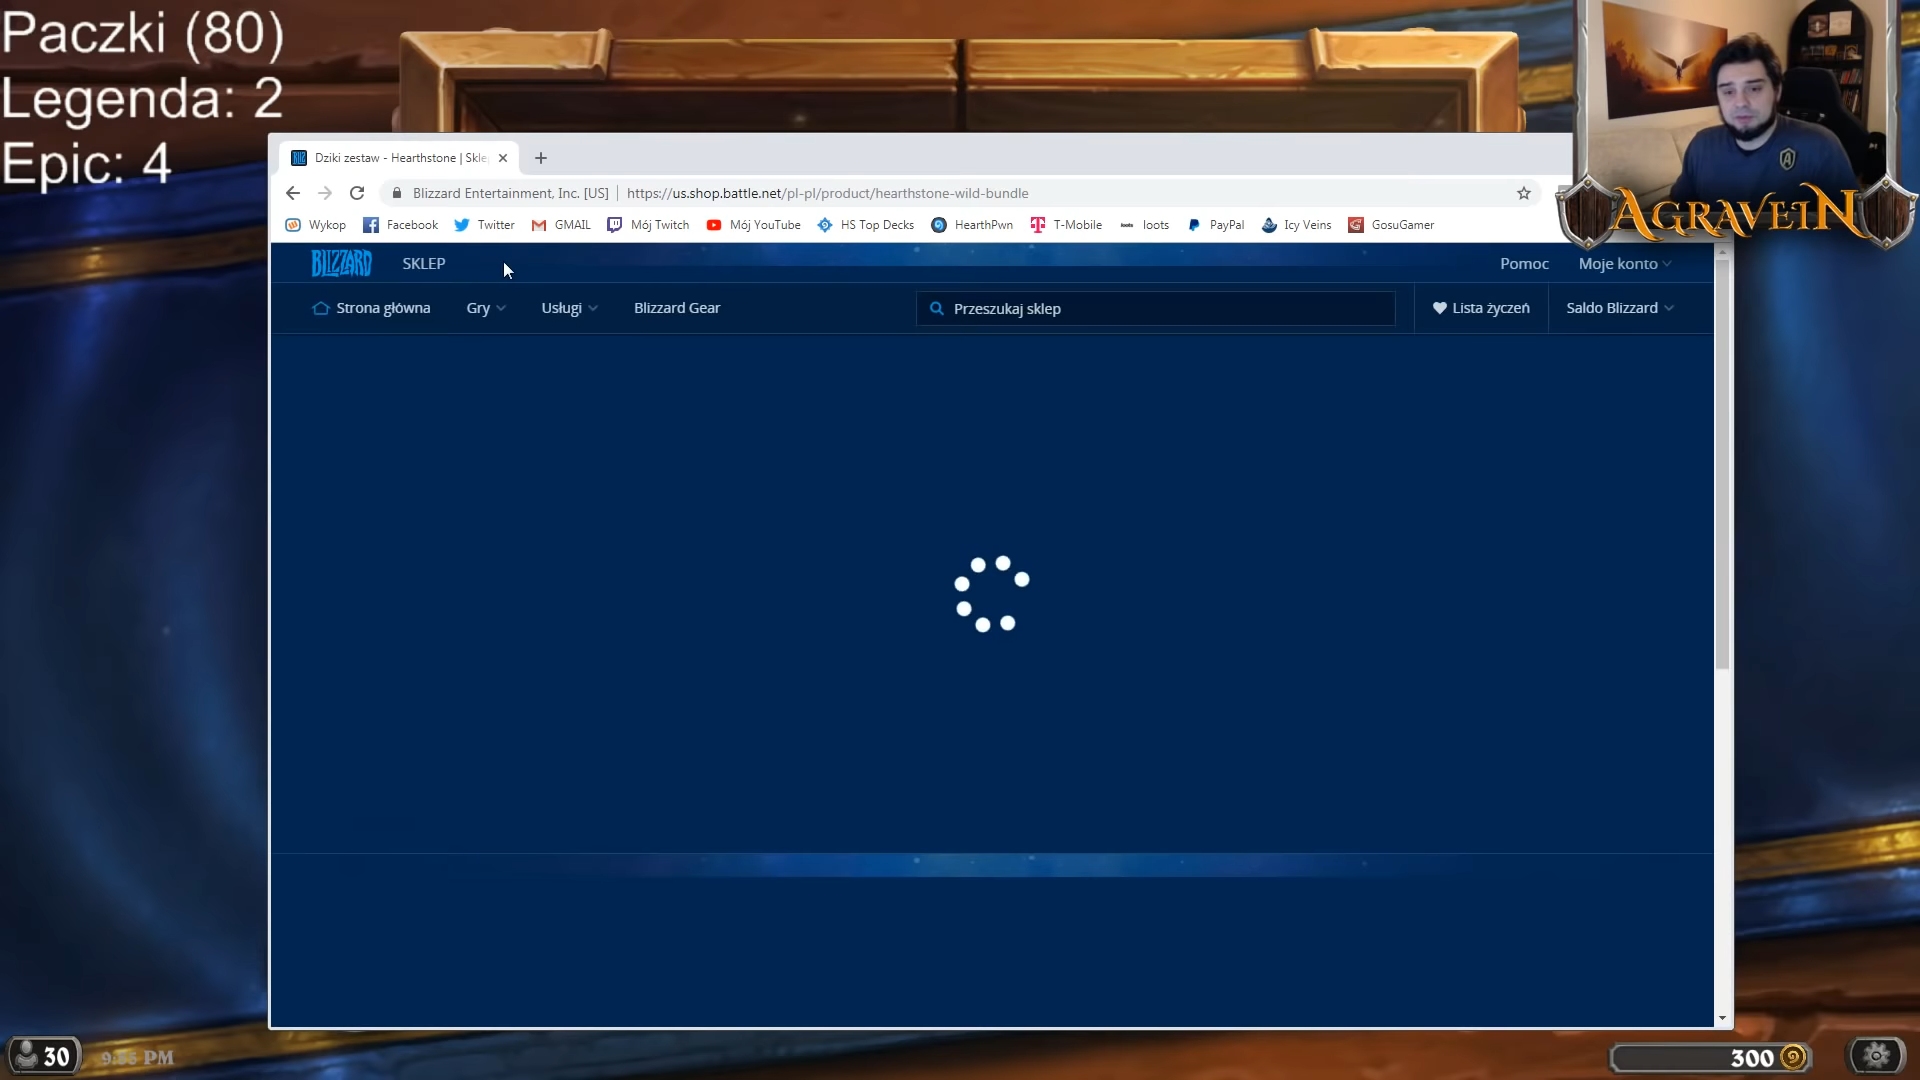 Paczki (80)
Legenda: 2
Epic: 4
Dziki zestaw - Hearthstone | Skle
Blizzard Entertainment, Inc. [US] | https://us.shop.battle.net/pl-pl/product/hearthstone-wild-bundle
Wykop Facebook Twitter GMAIL Mój Twitch Mój YouTube HS Top Decks HearthPwn T-Mobile loots PayPal Icy Veins GosuGamer
AGRAVEIN
BLIZZARD SKLEP Pomoc Moje konto
Strona główna Gry Usługi Blizzard Gear Przeszukaj sklep Lista życzeń Saldo Blizzard
30 9:55 PM 300